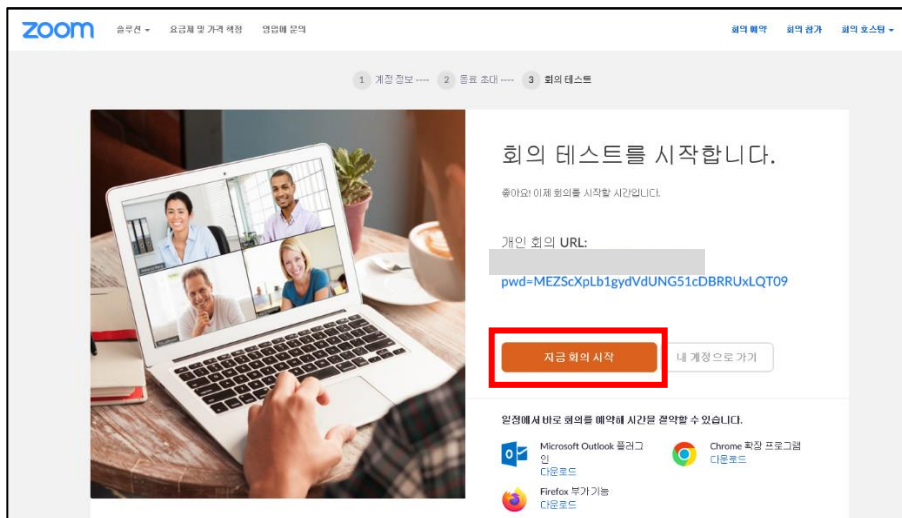 zoom 솔루션 요금제 및 가격 책정 영업에 문의 회의 예약 회의 참가 회의 호스팅
1 계정 정보 ---- 2 동료 초대 ---- 3 회의 테스트
회의 테스트를 시작합니다.
좋아요! 이제 회의를 시작할 시간입니다.
개인 회의 URL:
pwd=MEZScXpLb1gydVdUNG51cDBRRUxLQT09
지금 회의 시작 내 계정으로 가기
일정에서 바로 회의를 예약해 시간을 절약할 수 있습니다.
Microsoft Outlook 플러그
인
다운로드
Chrome 확장 프로그램
다운로드
Firefox 부가 기능
다운로드